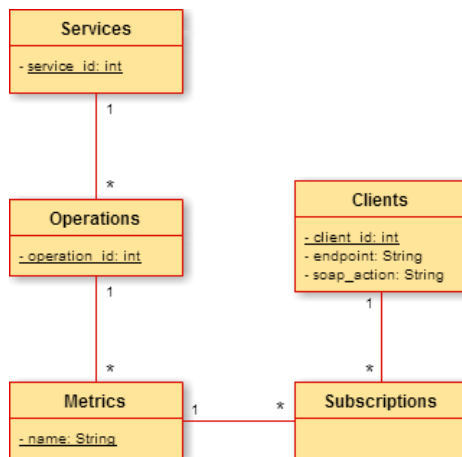 Services
- service_id: int
1
*
Operations
- operation_id: int
1
*
Clients
- client_id: int
- endpoint: String
- soap_action: String
1
*
Metrics
- name: String
1
*
Subscriptions